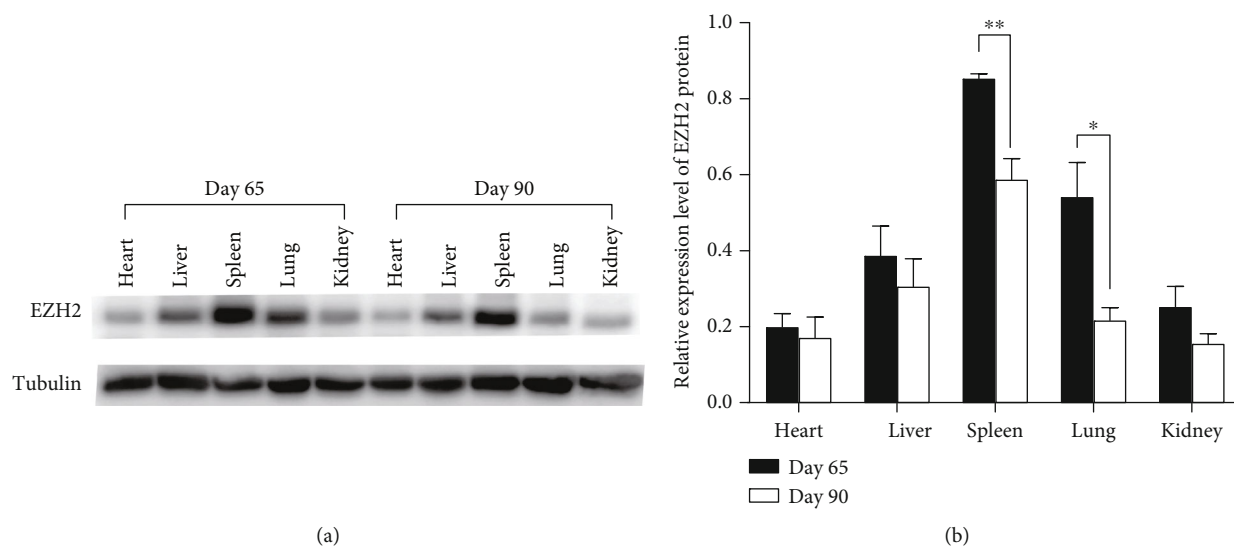 Day 65
Day 90
Heart
Liver
Spleen
Lung
Kidney
Heart
Liver
Spleen
Lung
Kidney
EZH2
Tubulin
(a)
Relative expression level of EZH2 protein
1.0
0.8
0.6
0.4
0.2
0.0
**
*
Heart
Liver
Spleen
Lung
Kidney
Day 65
Day 90
(b)